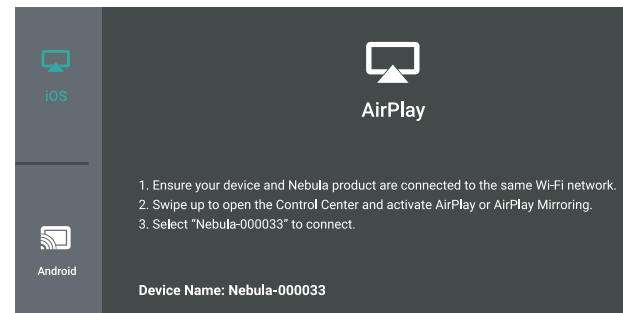 iOS
Android
AirPlay
1. Ensure your device and Nebula product are connected to the same Wi-Fi network.
2. Swipe up to open the Control Center and activate AirPlay or AirPlay Mirroring.
3. Select “Nebula-000033” to connect.
Device Name: Nebula-000033